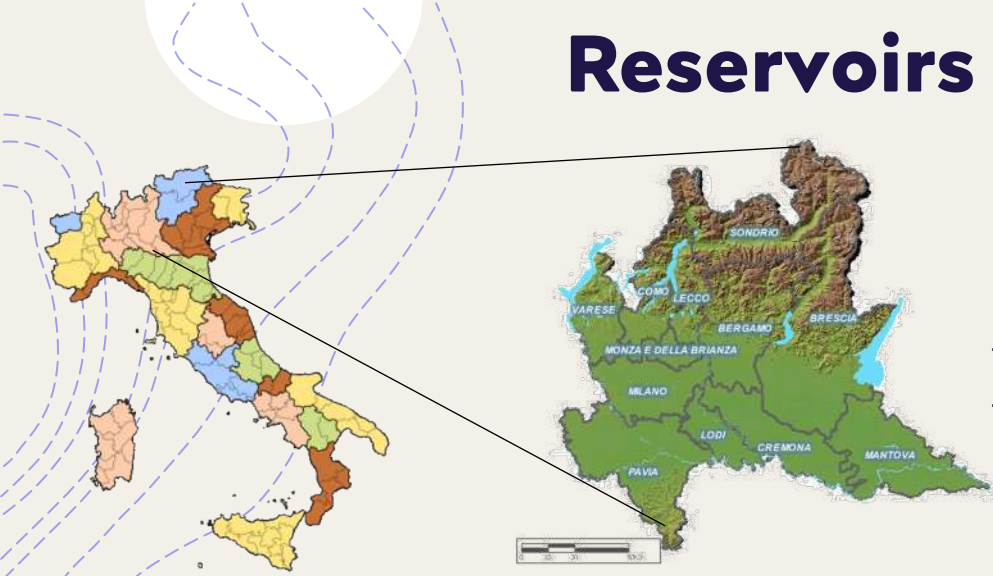 Reservoirs
SONDRIO
COMO
LECCO
VARESE
BERGAMO
BRESCIA
MONZA E DELLA BRIANZA
MILANO
LODI
CREMONA
MANTOVA
PAVIA